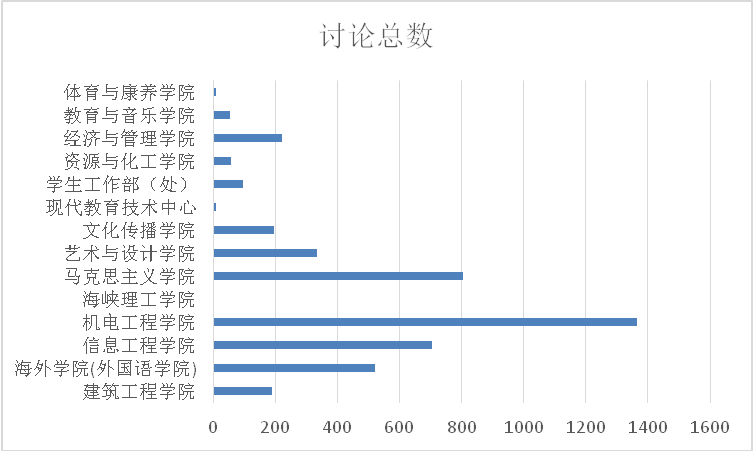 讨论总数
体育与康养学院
教育与音乐学院
经济与管理学院
资源与化工学院
学生工作部（处）
现代教育技术中心
文化传播学院
艺术与设计学院
马克思主义学院
海峡理工学院
机电工程学院
信息工程学院
海外学院(外国语学院)
建筑工程学院
0 200 400 600 800 1000 1200 1400 1600